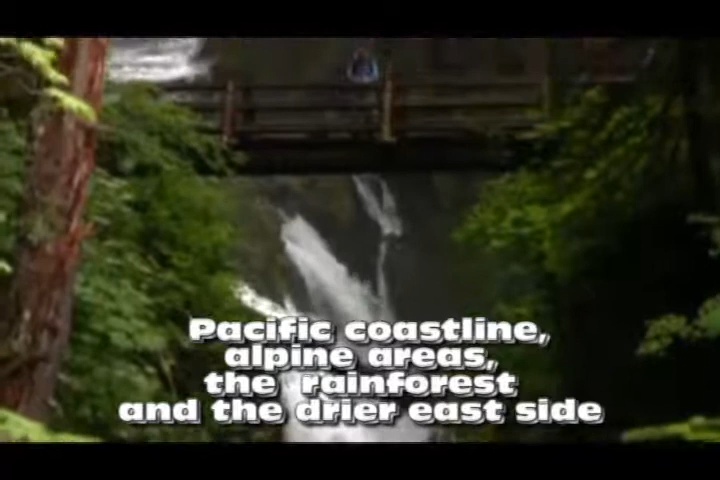 Pacific coastline,
alpine areas,
the rainforest
and the drier east side